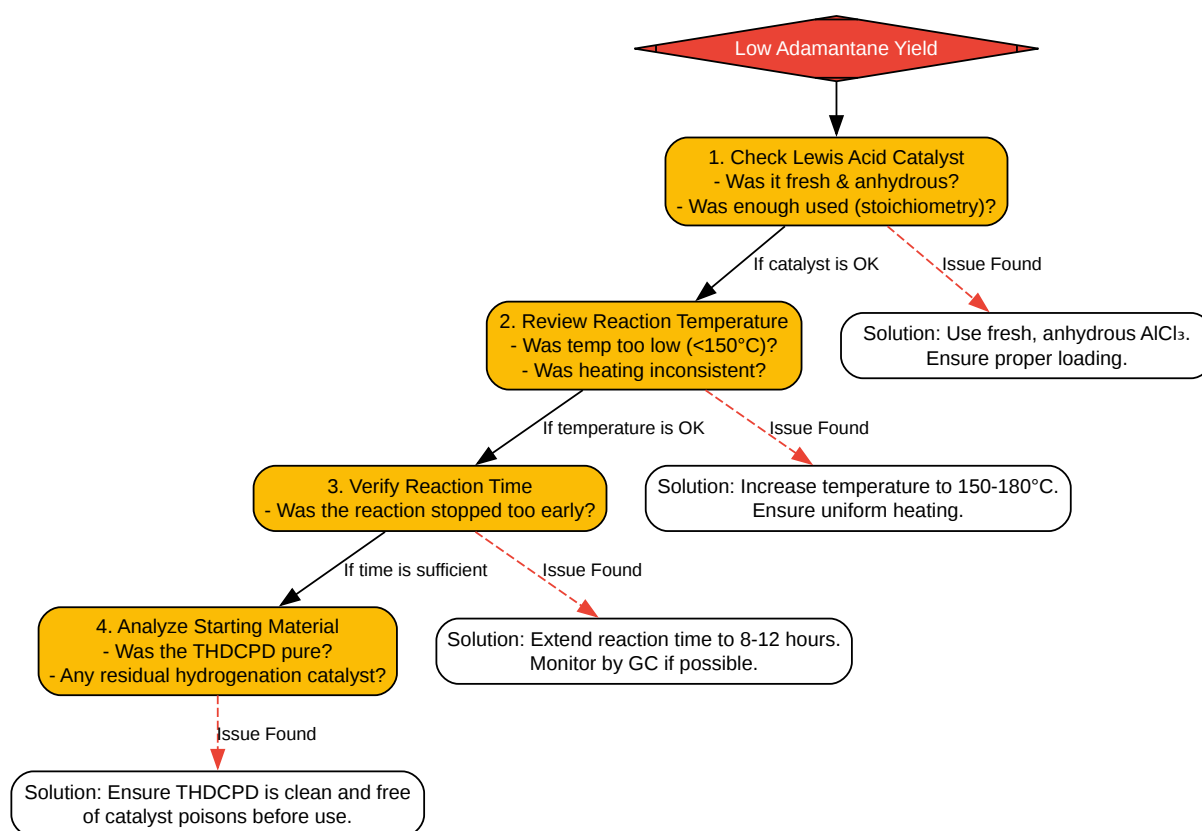 Low Adamantane Yield
1. Check Lewis Acid Catalyst
- Was it fresh & anhydrous?
- Was enough used (stoichiometry)?
If catalyst is OK
Issue Found
2. Review Reaction Temperature
- Was temp too low (<150°C)?
- Was heating inconsistent?
Solution: Use fresh, anhydrous AlCl₃.
Ensure proper loading.
If temperature is OK
Issue Found
3. Verify Reaction Time
- Was the reaction stopped too early?
Solution: Increase temperature to 150-180°C.
Ensure uniform heating.
If time is sufficient
Issue Found
4. Analyze Starting Material
- Was the THDCPD pure?
- Any residual hydrogenation catalyst?
Solution: Extend reaction time to 8-12 hours.
Monitor by GC if possible.
Issue Found
Solution: Ensure THDCPD is clean and free
of catalyst poisons before use.